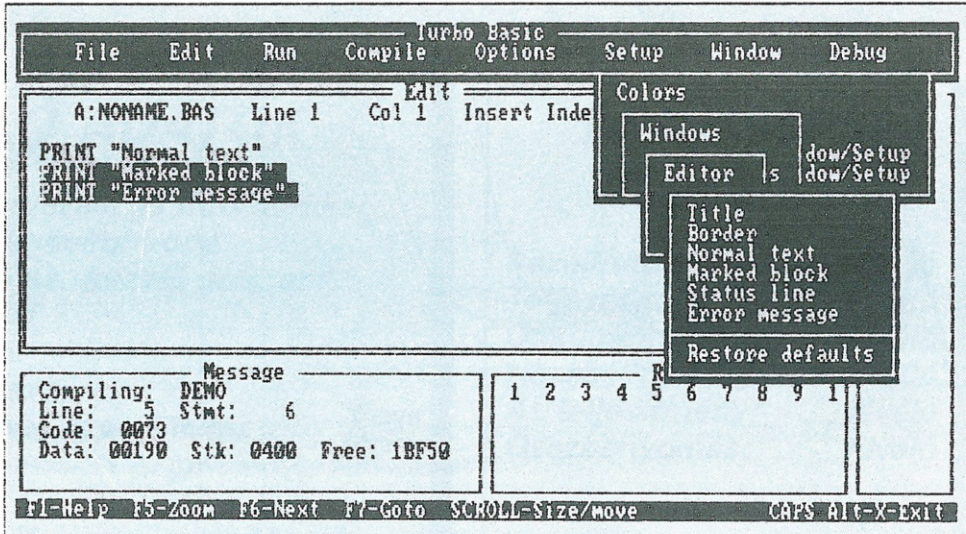 Turbo Basic
File Edit Run Compile Options Setup Window Debug
Edit
A:NONAME.BAS Line 1 Col 1 Insert Inde
PRINT "Normal text"
PRINT "Marked block"
PRINT "Error message"
Colors
Windows
dow/Setup
Editor s dow/Setup
Title
Border
Normal text
Marked block
Status line
Error message
Restore defaults
Message
Compiling: DEMO
Line: 5 Stmt: 6
Code: 0073
Data: 00190 Stk: 0400 Free: 1BF50
R
1 2 3 4 5 6 7 8 9 1
F1-Help F5-Zoom F6-Next F7-Goto SCROLL-Size/move CAPS Alt-X-Exit